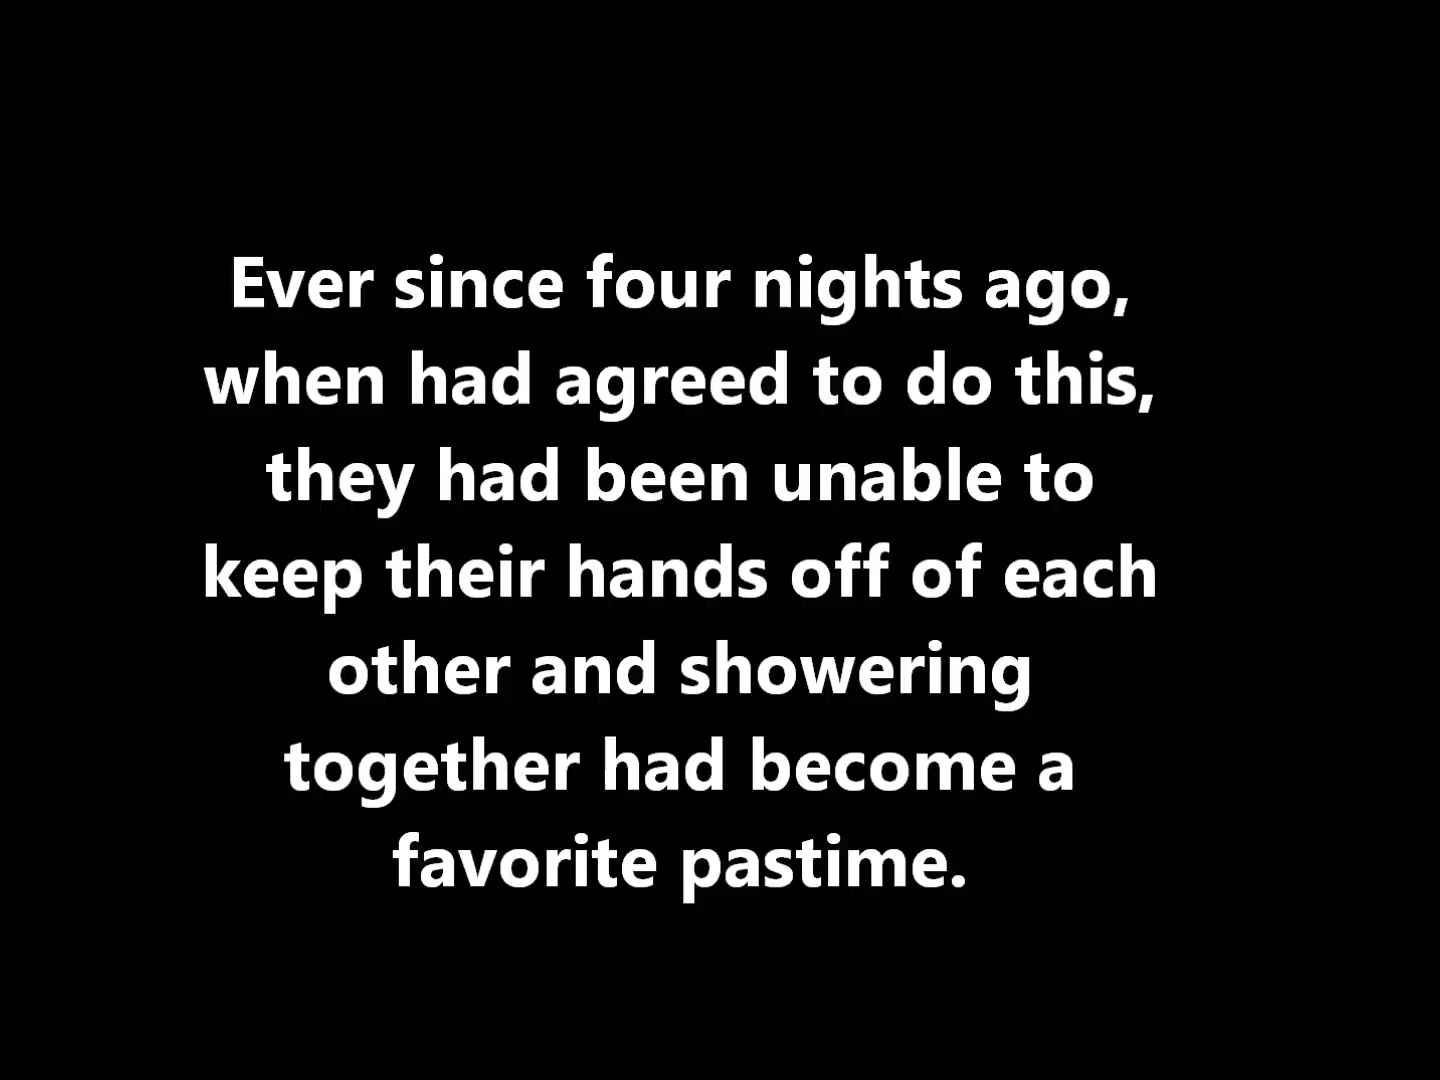 Ever since four nights ago,
when had agreed to do this,
they had been unable to
keep their hands off of each
other and showering
together had become a
favorite pastime.